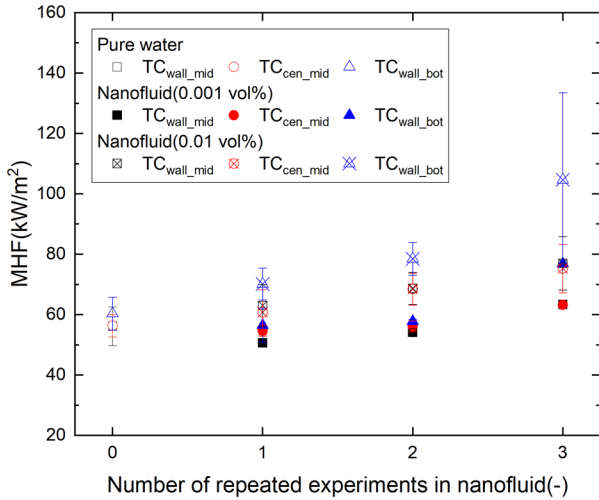 160
140
120
100
80
60
40
20
MHF(kW/m²)
Pure water
TCwall_mid TCcen_mid TCwall_bot
Nanofluid(0.001 vol%)
TCwall_mid TCcen_mid TCwall_bot
Nanofluid(0.01 vol%)
TCwall_mid TCcen_mid TCwall_bot
0 1 2 3
Number of repeated experiments in nanofluid(-)